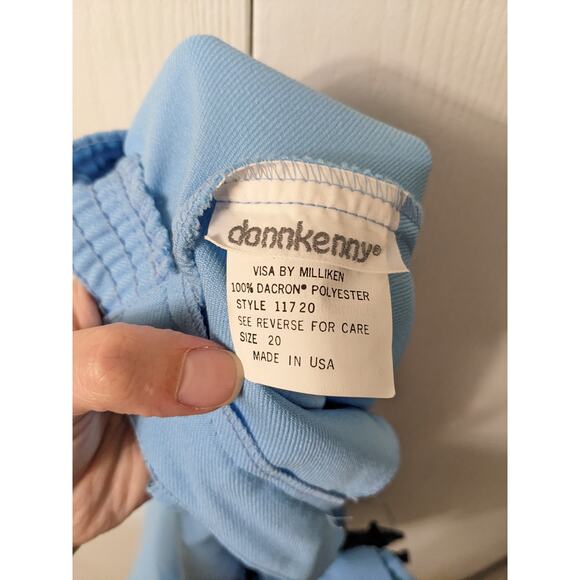 donnkenny®
VISA BY MILLIKEN
100% DACRON® POLYESTER
STYLE 11720
SEE REVERSE FOR CARE
SIZE 20
MADE IN USA